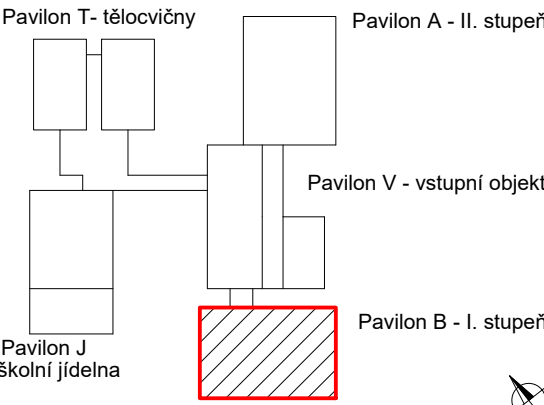 Pavilon T- tělocvičny
Pavilon A - II. stupeň
Pavilon V - vstupní objekt
Pavilon B - I. stupeň
Pavilon J
školní jídelna